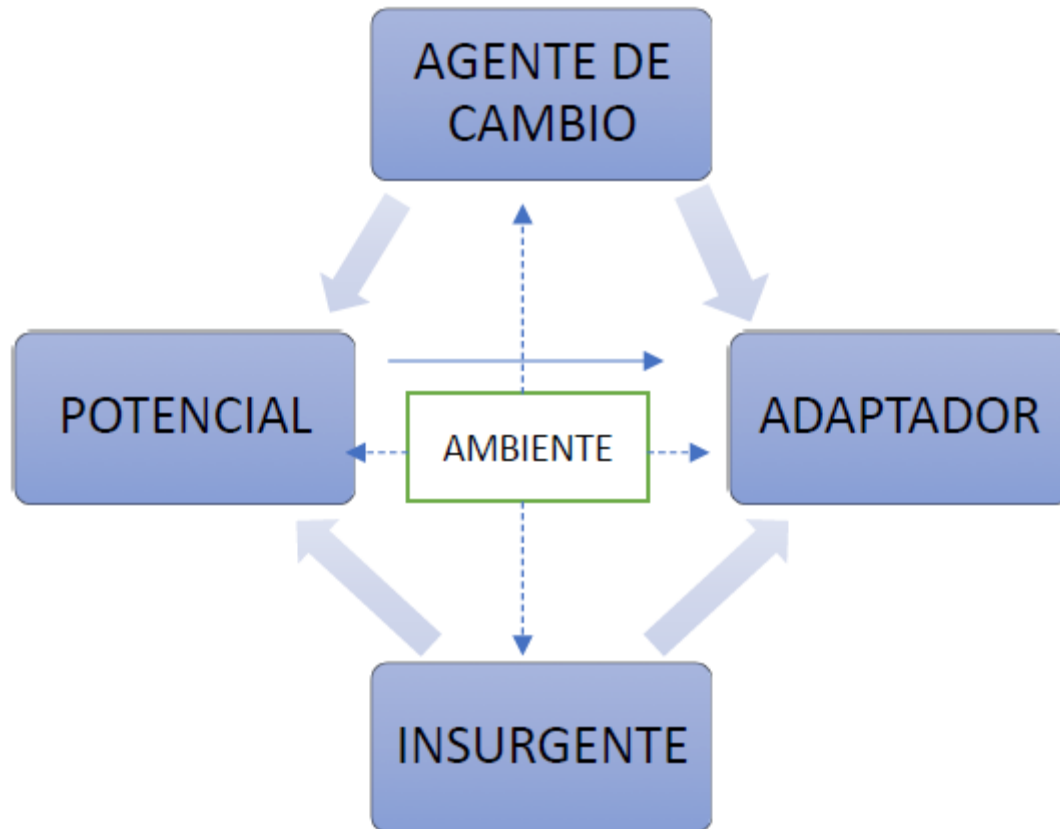 AGENTE DE
CAMBIO
POTENCIAL
AMBIENTE
ADAPTADOR
INSURGENTE